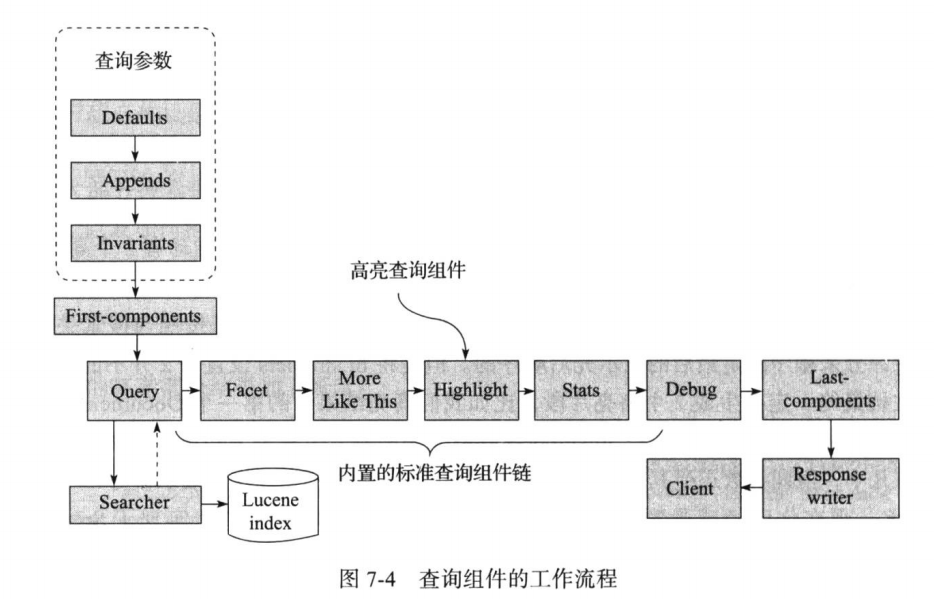 查询参数
Defaults
Appends
Invariants
高亮查询组件
First-components
Query
Facet
More
Like This
Highlight
Stats
Debug
Last-
components
内置的标准查询组件链
Searcher
Lucene
index
Client
Response
writer
图 7-4 查询组件的工作流程